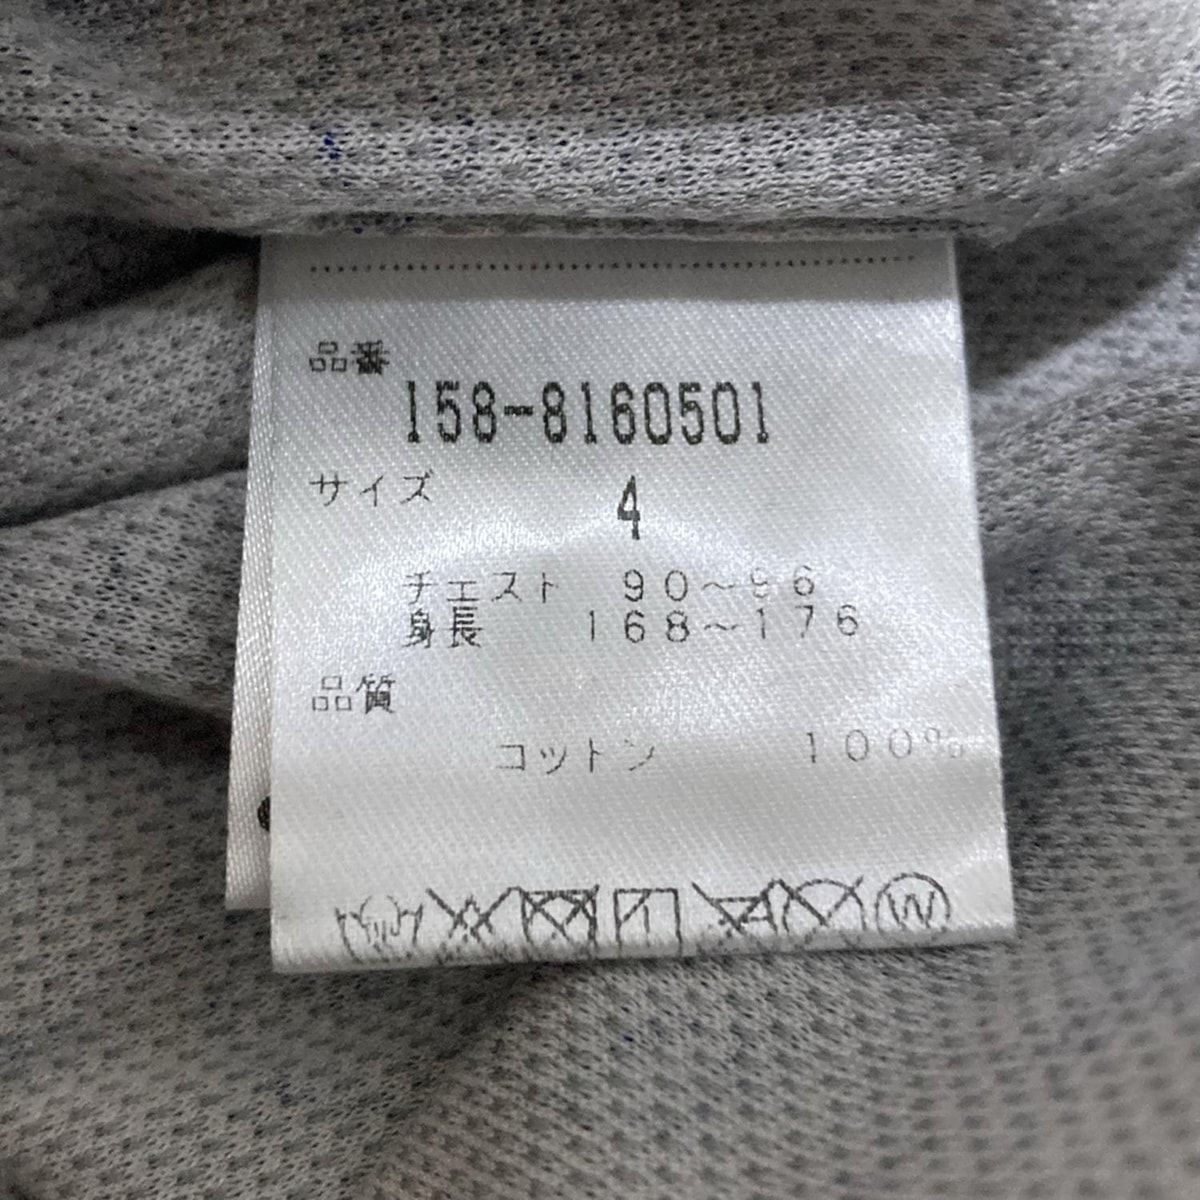 品番
158-8160501
サイズ 4
チェスト 90～96
身長 168～176
品質
コットン 100%
W